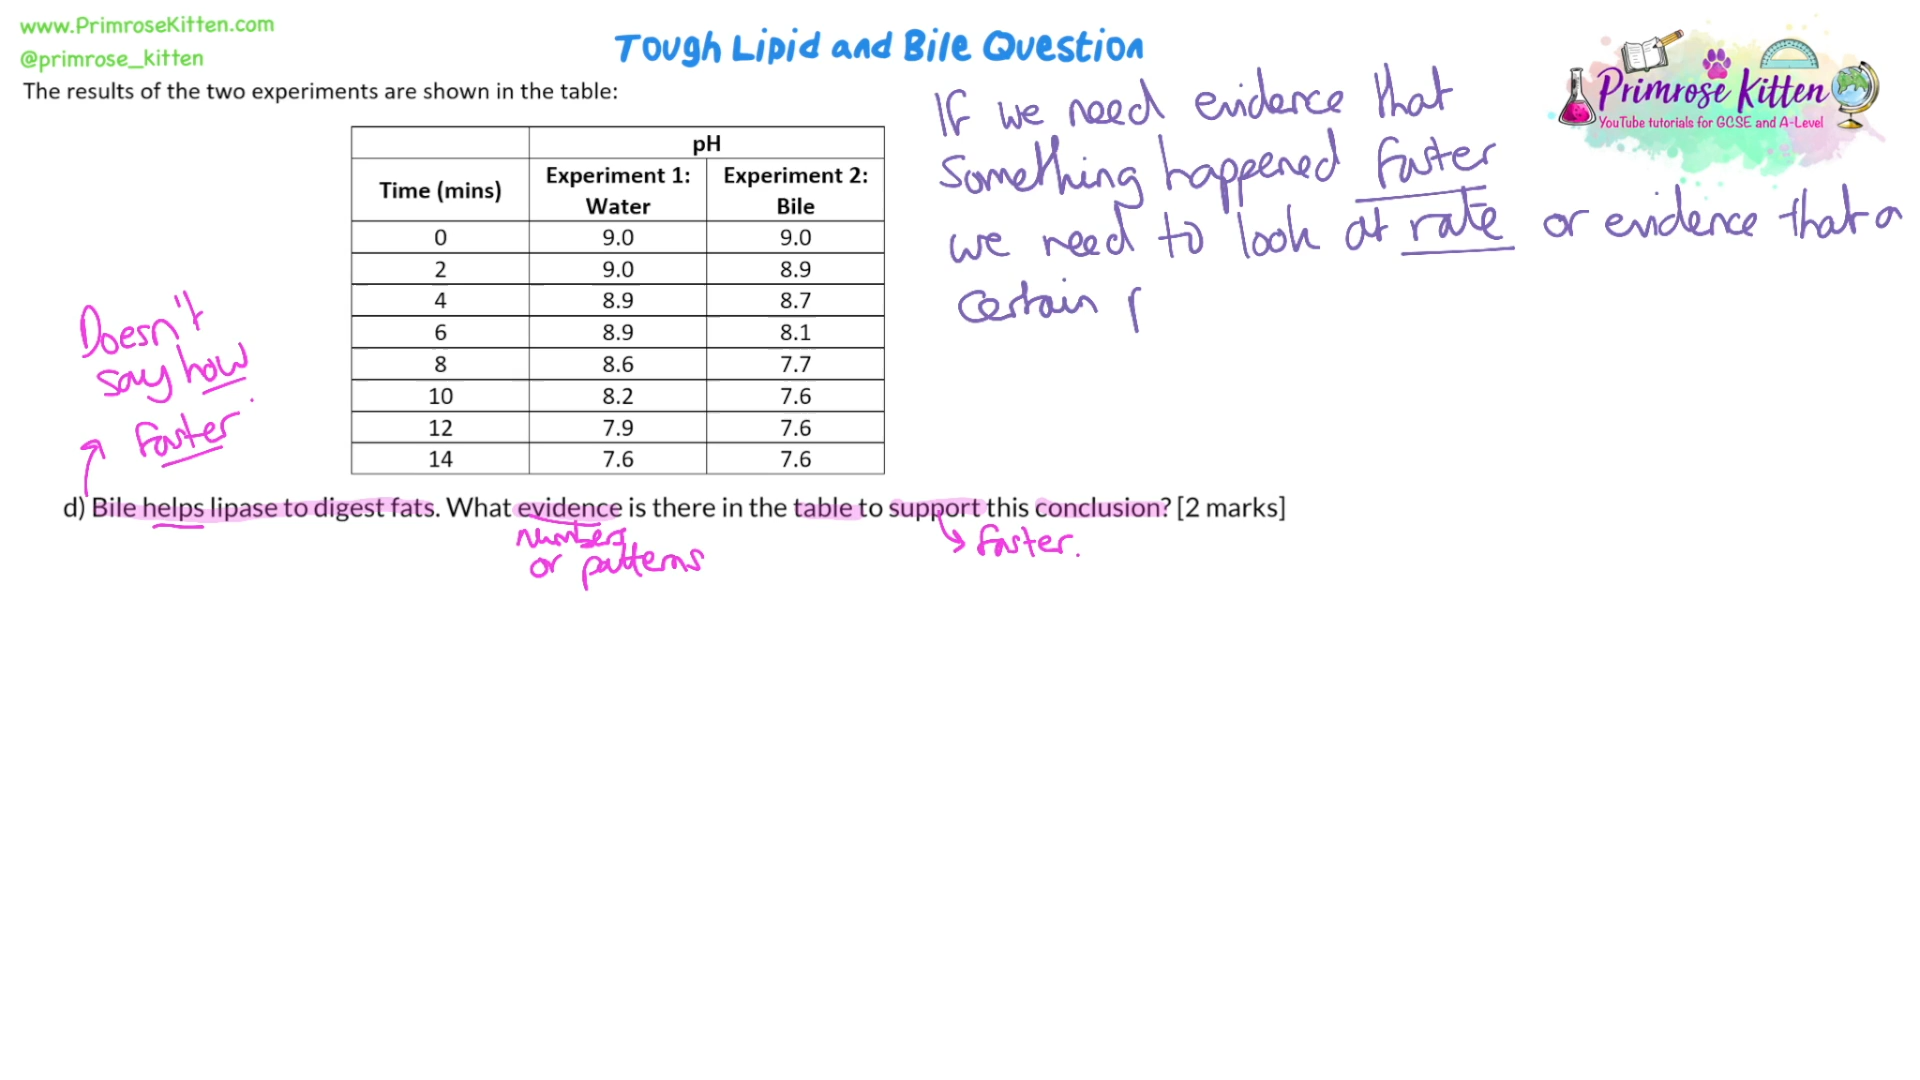 www.PrimroseKitten.com
@primrose_kitten
Tough Lipid and Bile Question
Primrose Kitten
YouTube tutorials for GCSE and A-Level
The results of the two experiments are shown in the table:
pH
Time (mins) Experiment 1: Water Experiment 2: Bile
0 9.0 9.0
2 9.0 8.9
4 8.9 8.7
6 8.9 8.1
8 8.6 7.7
10 8.2 7.6
12 7.9 7.6
14 7.6 7.6
If we need evidence that
something happened faster
we need to look at rate or evidence that a
certain p
Doesn't
say how
faster
d) Bile helps lipase to digest fats. What evidence is there in the table to support this conclusion? [2 marks]
numbers
or patterns
faster.